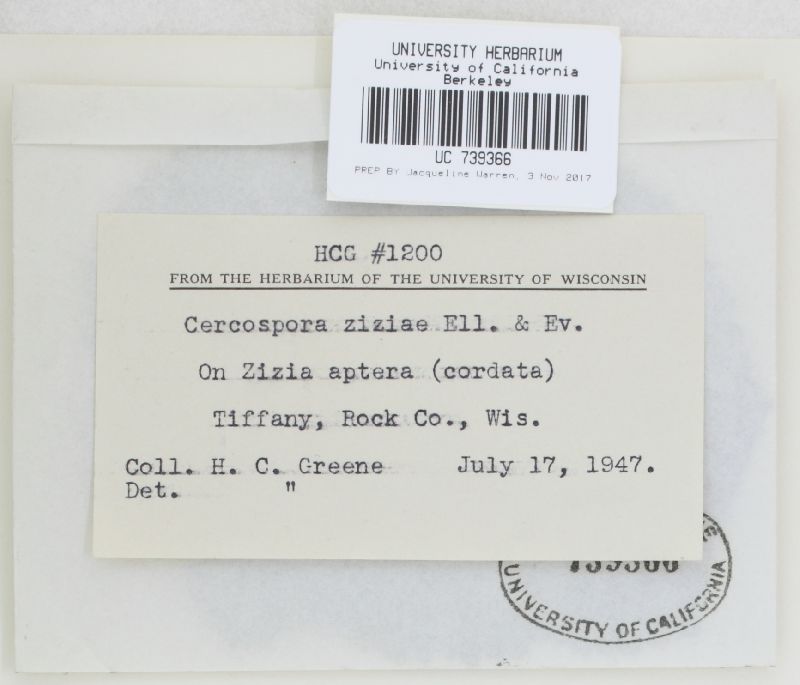 UNIVERSITY HERBARIUM
University of California
Berkeley
UC 739366
PREP BY Jacqueline Warren, 3 Nov 2017
HCG #1200
FROM THE HERBARIUM OF THE UNIVERSITY OF WISCONSIN
Cercospora ziziae Ell. & Ev.
On Zizia aptera (cordata)
Tiffany, Rock Co., Wis.
Coll. H. C. Greene July 17, 1947.
Det. "
739366
UNIVERSITY OF CALIFORNIA